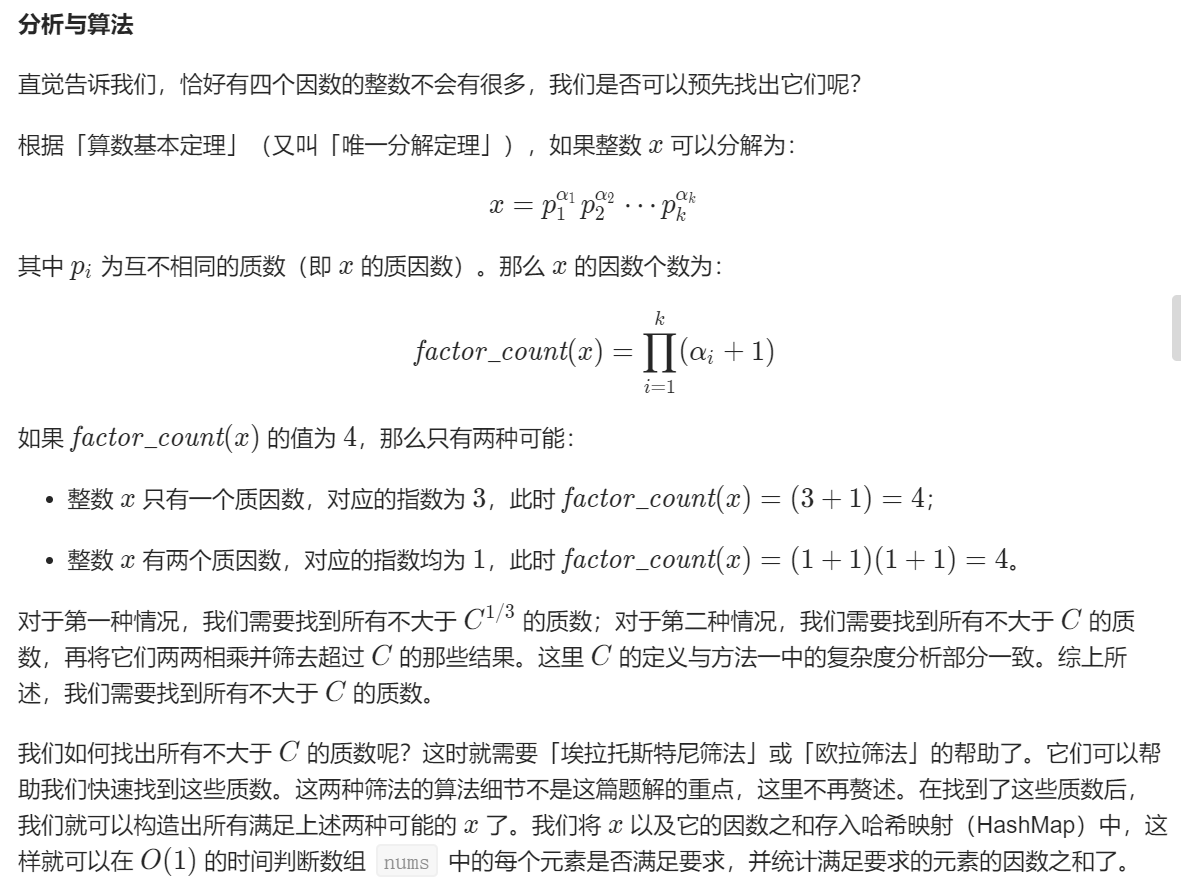 分析与算法
直觉告诉我们，恰好有四个因数的整数不会有很多，我们是否可以预先找出它们呢？
根据「算数基本定理」（又叫「唯一分解定理」），如果整数 x 可以分解为：
x = p_1^{α_1} p_2^{α_2} ··· p_k^{α_k}
其中 p_i 为互不相同的质数（即 x 的质因数）。那么 x 的因数个数为：
factor_count(x) = ∏_{i=1}^{k} (α_i + 1)
如果 factor_count(x) 的值为 4，那么只有两种可能：
• 整数 x 只有一个质因数，对应的指数为 3，此时 factor_count(x) = (3 + 1) = 4；
• 整数 x 有两个质因数，对应的指数均为 1，此时 factor_count(x) = (1 + 1)(1 + 1) = 4。
对于第一种情况，我们需要找到所有不大于 C^{1/3} 的质数；对于第二种情况，我们需要找到所有不大于 C 的质
数，再将它们两两相乘并筛去超过 C 的那些结果。这里 C 的定义与方法一中的复杂度分析部分一致。综上所
述，我们需要找到所有不大于 C 的质数。
我们如何找出所有不大于 C 的质数呢？这时就需要「埃拉托斯特尼筛法」或「欧拉筛法」的帮助了。它们可以帮
助我们快速找到这些质数。这两种筛法的算法细节不是这篇题解的重点，这里不再赘述。在找到了这些质数后，
我们就可以构造出所有满足上述两种可能的 x 了。我们将 x 以及它的因数之和存入哈希映射（HashMap）中，这
样就可以在 O(1) 的时间判断数组 nums 中的每个元素是否满足要求，并统计满足要求的元素的因数之和了。